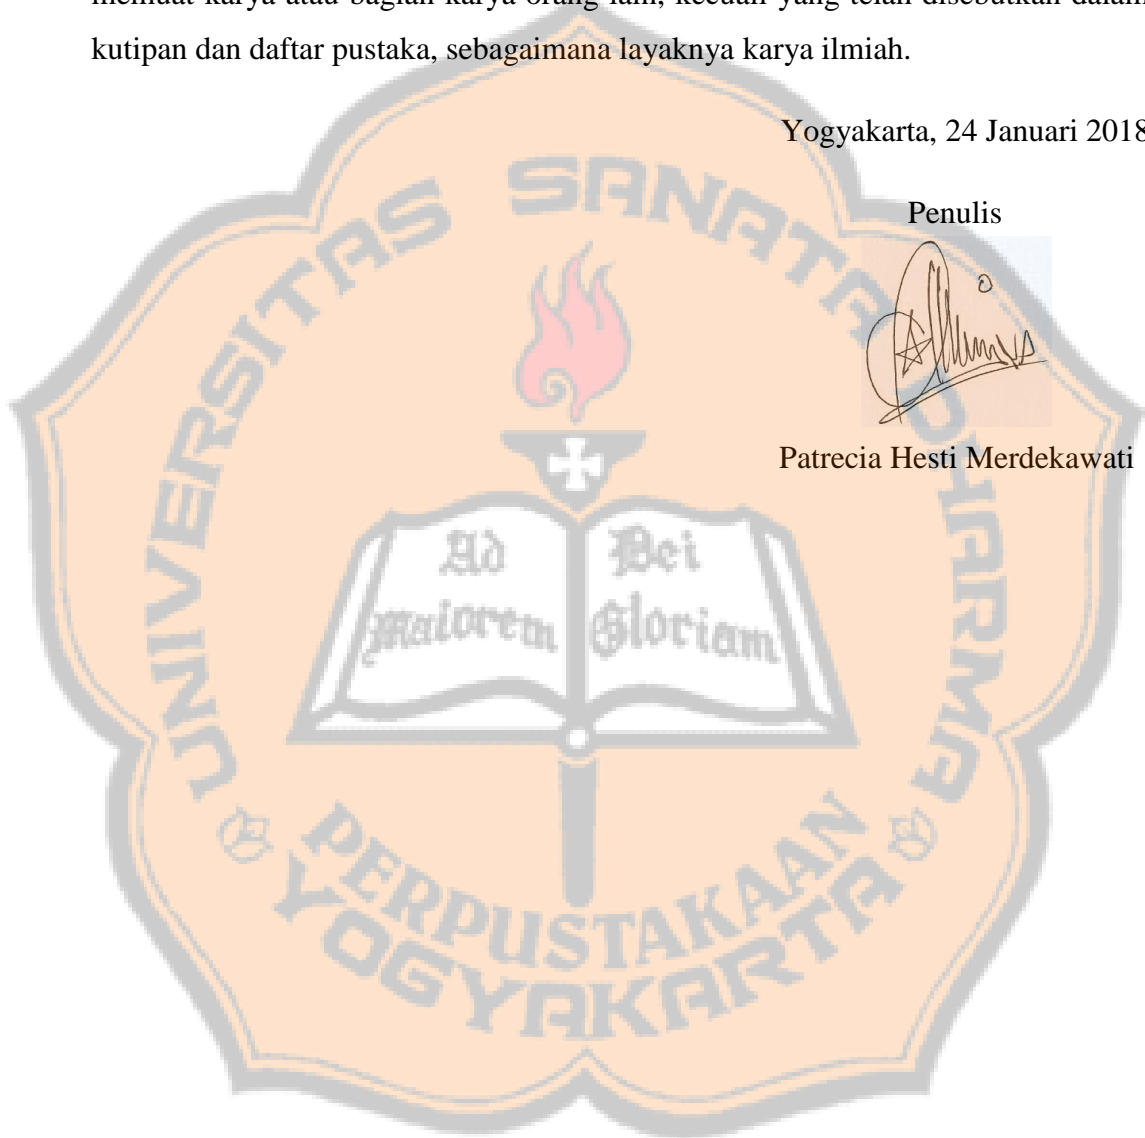 memuat karya atau bagian karya orang lain, kecuali yang telah disebutkan dalam
kutipan dan daftar pustaka, sebagaimana layaknya karya ilmiah.
Yogyakarta, 24 Januari 2018
Penulis
Patrecia Hesti Merdekawati
UNIVERSITAS SANATA DHARMA
Ad Dei
Maiorem Gloriam
PERPUSTAKAAN
YOGYAKARTA